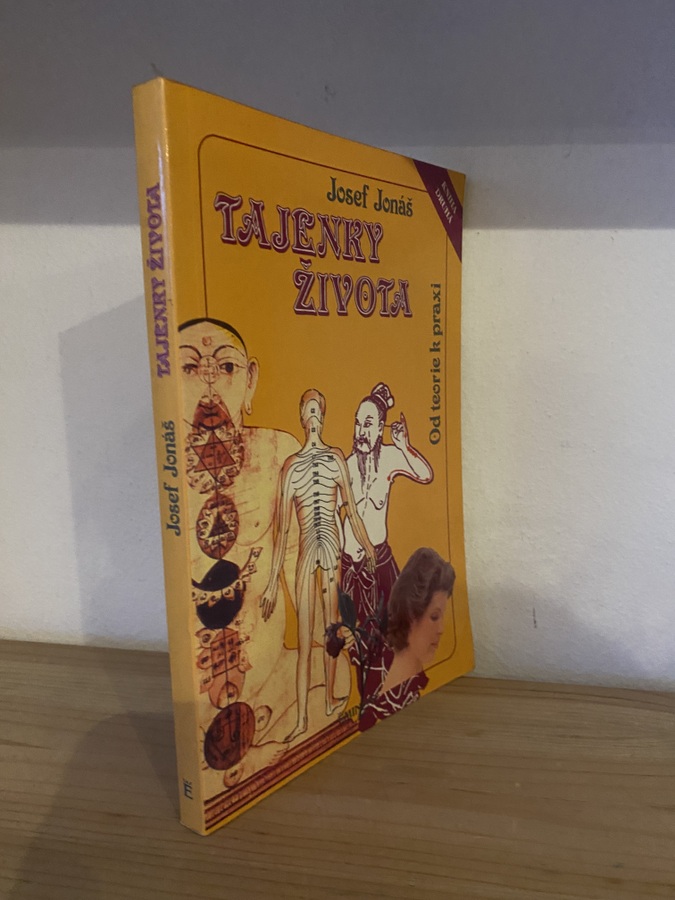 Josef Jonáš
TAJENKY
ŽIVOTA
Od teorie k praxi
KNIHA
DRUHÁ
TAJENKY ŽIVOTA
Josef Jonáš